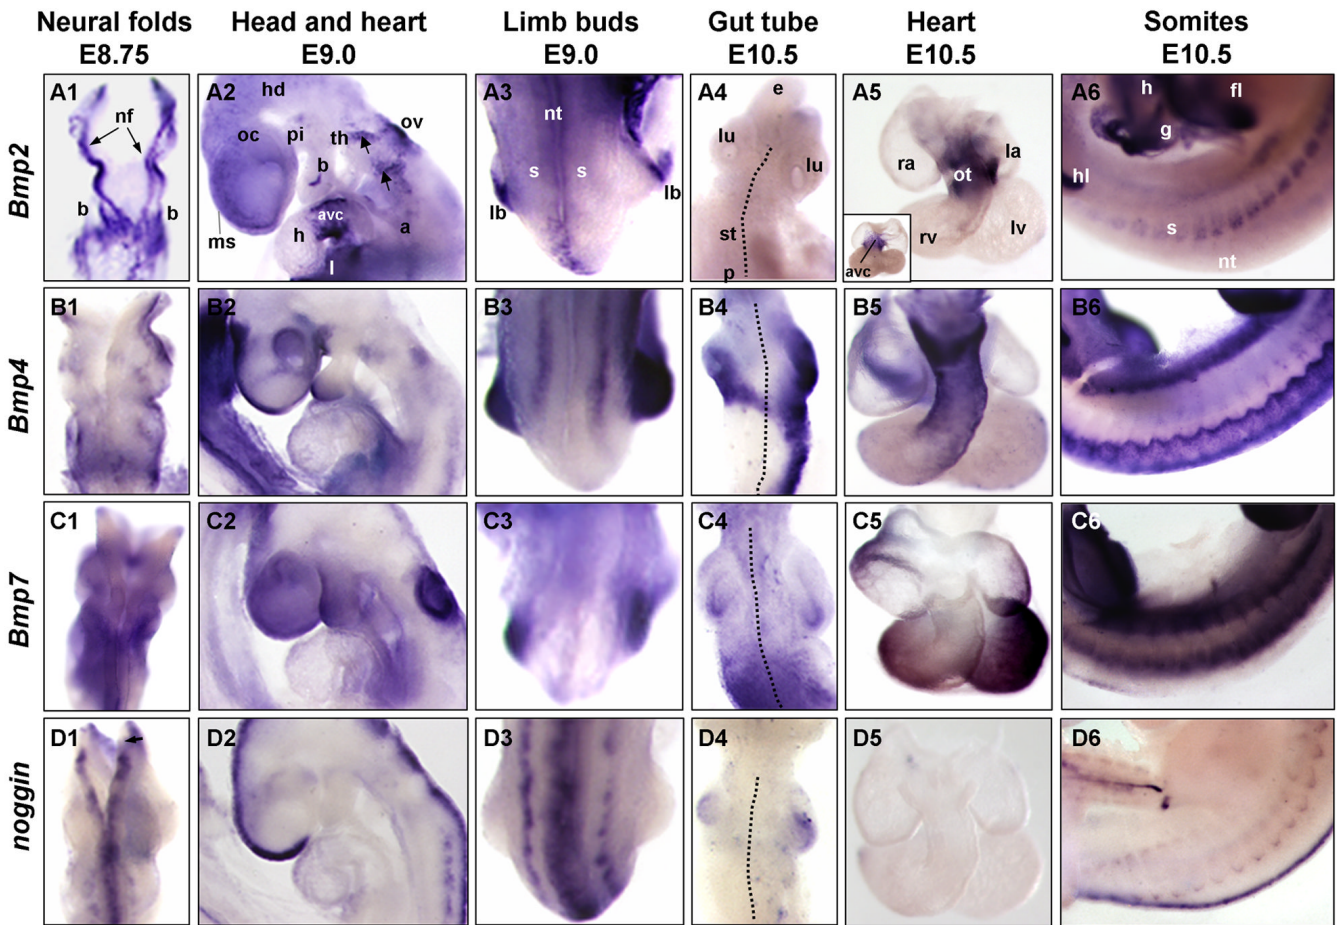 Neural folds Head and heart Limb buds Gut tube Heart Somites
E8.75 E9.0 E9.0 E10.5 E10.5 E10.5
Bmp2
A1
nf
b b
A2
hd
oc pi th ov
b
avc
h a
ms
l
A3
nt
s s
lb lb
A4
e
lu
lu
st
p
A5
ra la
ot
rv lv
avc
A6
h fl
g
hl
s
nt
Bmp4
B1 B2 B3 B4 B5 B6
Bmp7
C1 C2 C3 C4 C5 C6
noggin
D1 D2 D3 D4 D5 D6